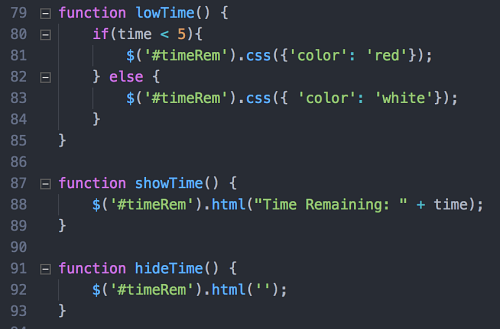 79 function lowTime() {
80     if(time < 5){
81         $('#timeRem').css({'color': 'red'});
82     } else {
83         $('#timeRem').css({ 'color': 'white'});
84     }
85 }
86
87 function showTime() {
88     $('#timeRem').html("Time Remaining: " + time);
89 }
90
91 function hideTime() {
92     $('#timeRem').html('');
93 }